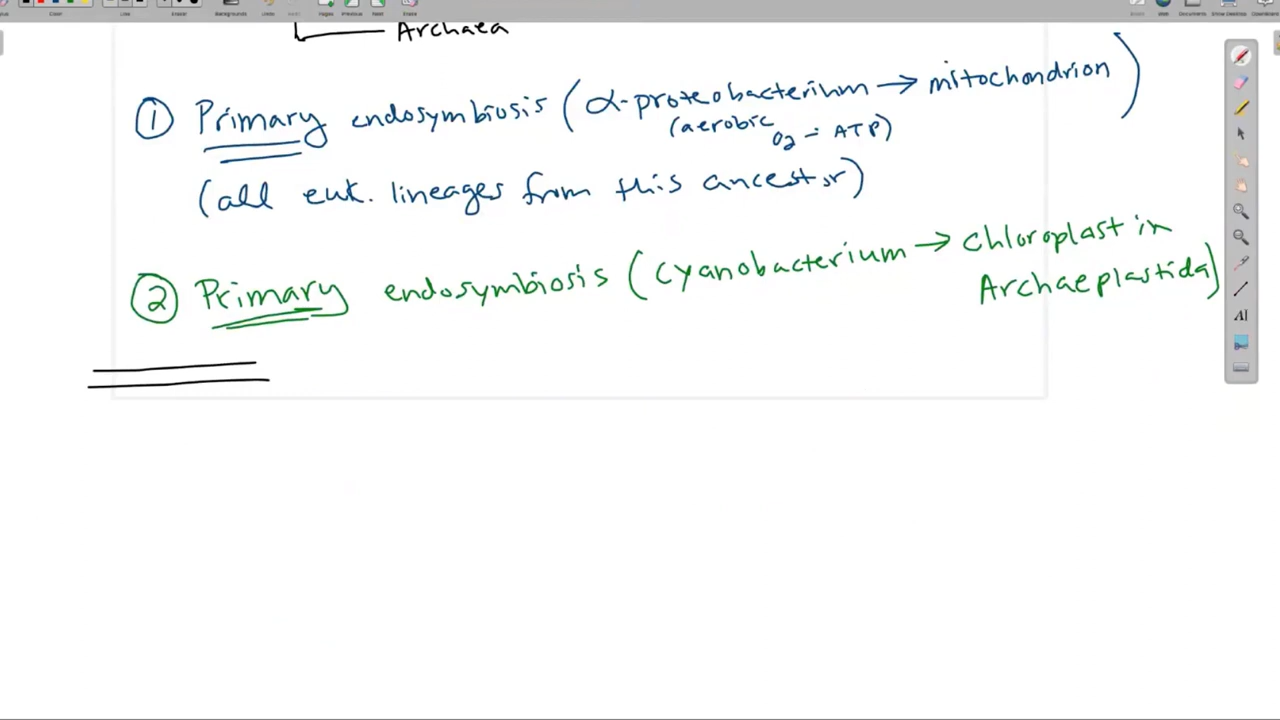 Archaea
① Primary endosymbiosis (α-proteobacterium → mitochondrion)
(aerobic O2 = ATP)
(all euk. lineages from this ancestor)
② Primary endosymbiosis (cyanobacterium → chloroplast in
Archaeplastida)